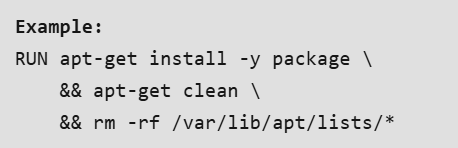 Example:
RUN apt-get install -y package \
    && apt-get clean \
    && rm -rf /var/lib/apt/lists/*